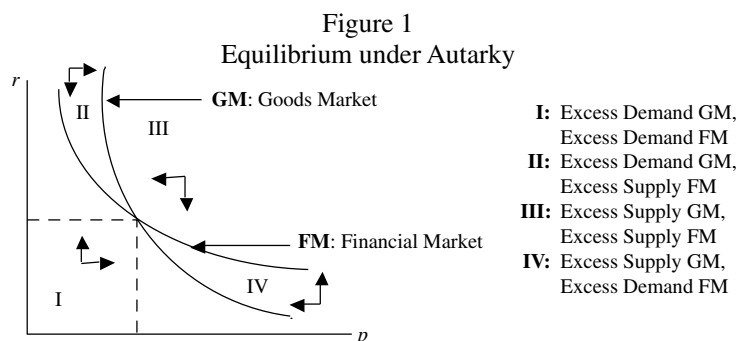 Figure 1
Equilibrium under Autarky
r
II
GM: Goods Market
III
I: Excess Demand GM,
Excess Demand FM
II: Excess Demand GM,
Excess Supply FM
III: Excess Supply GM,
Excess Supply FM
IV: Excess Supply GM,
Excess Demand FM
FM: Financial Market
I
IV
p